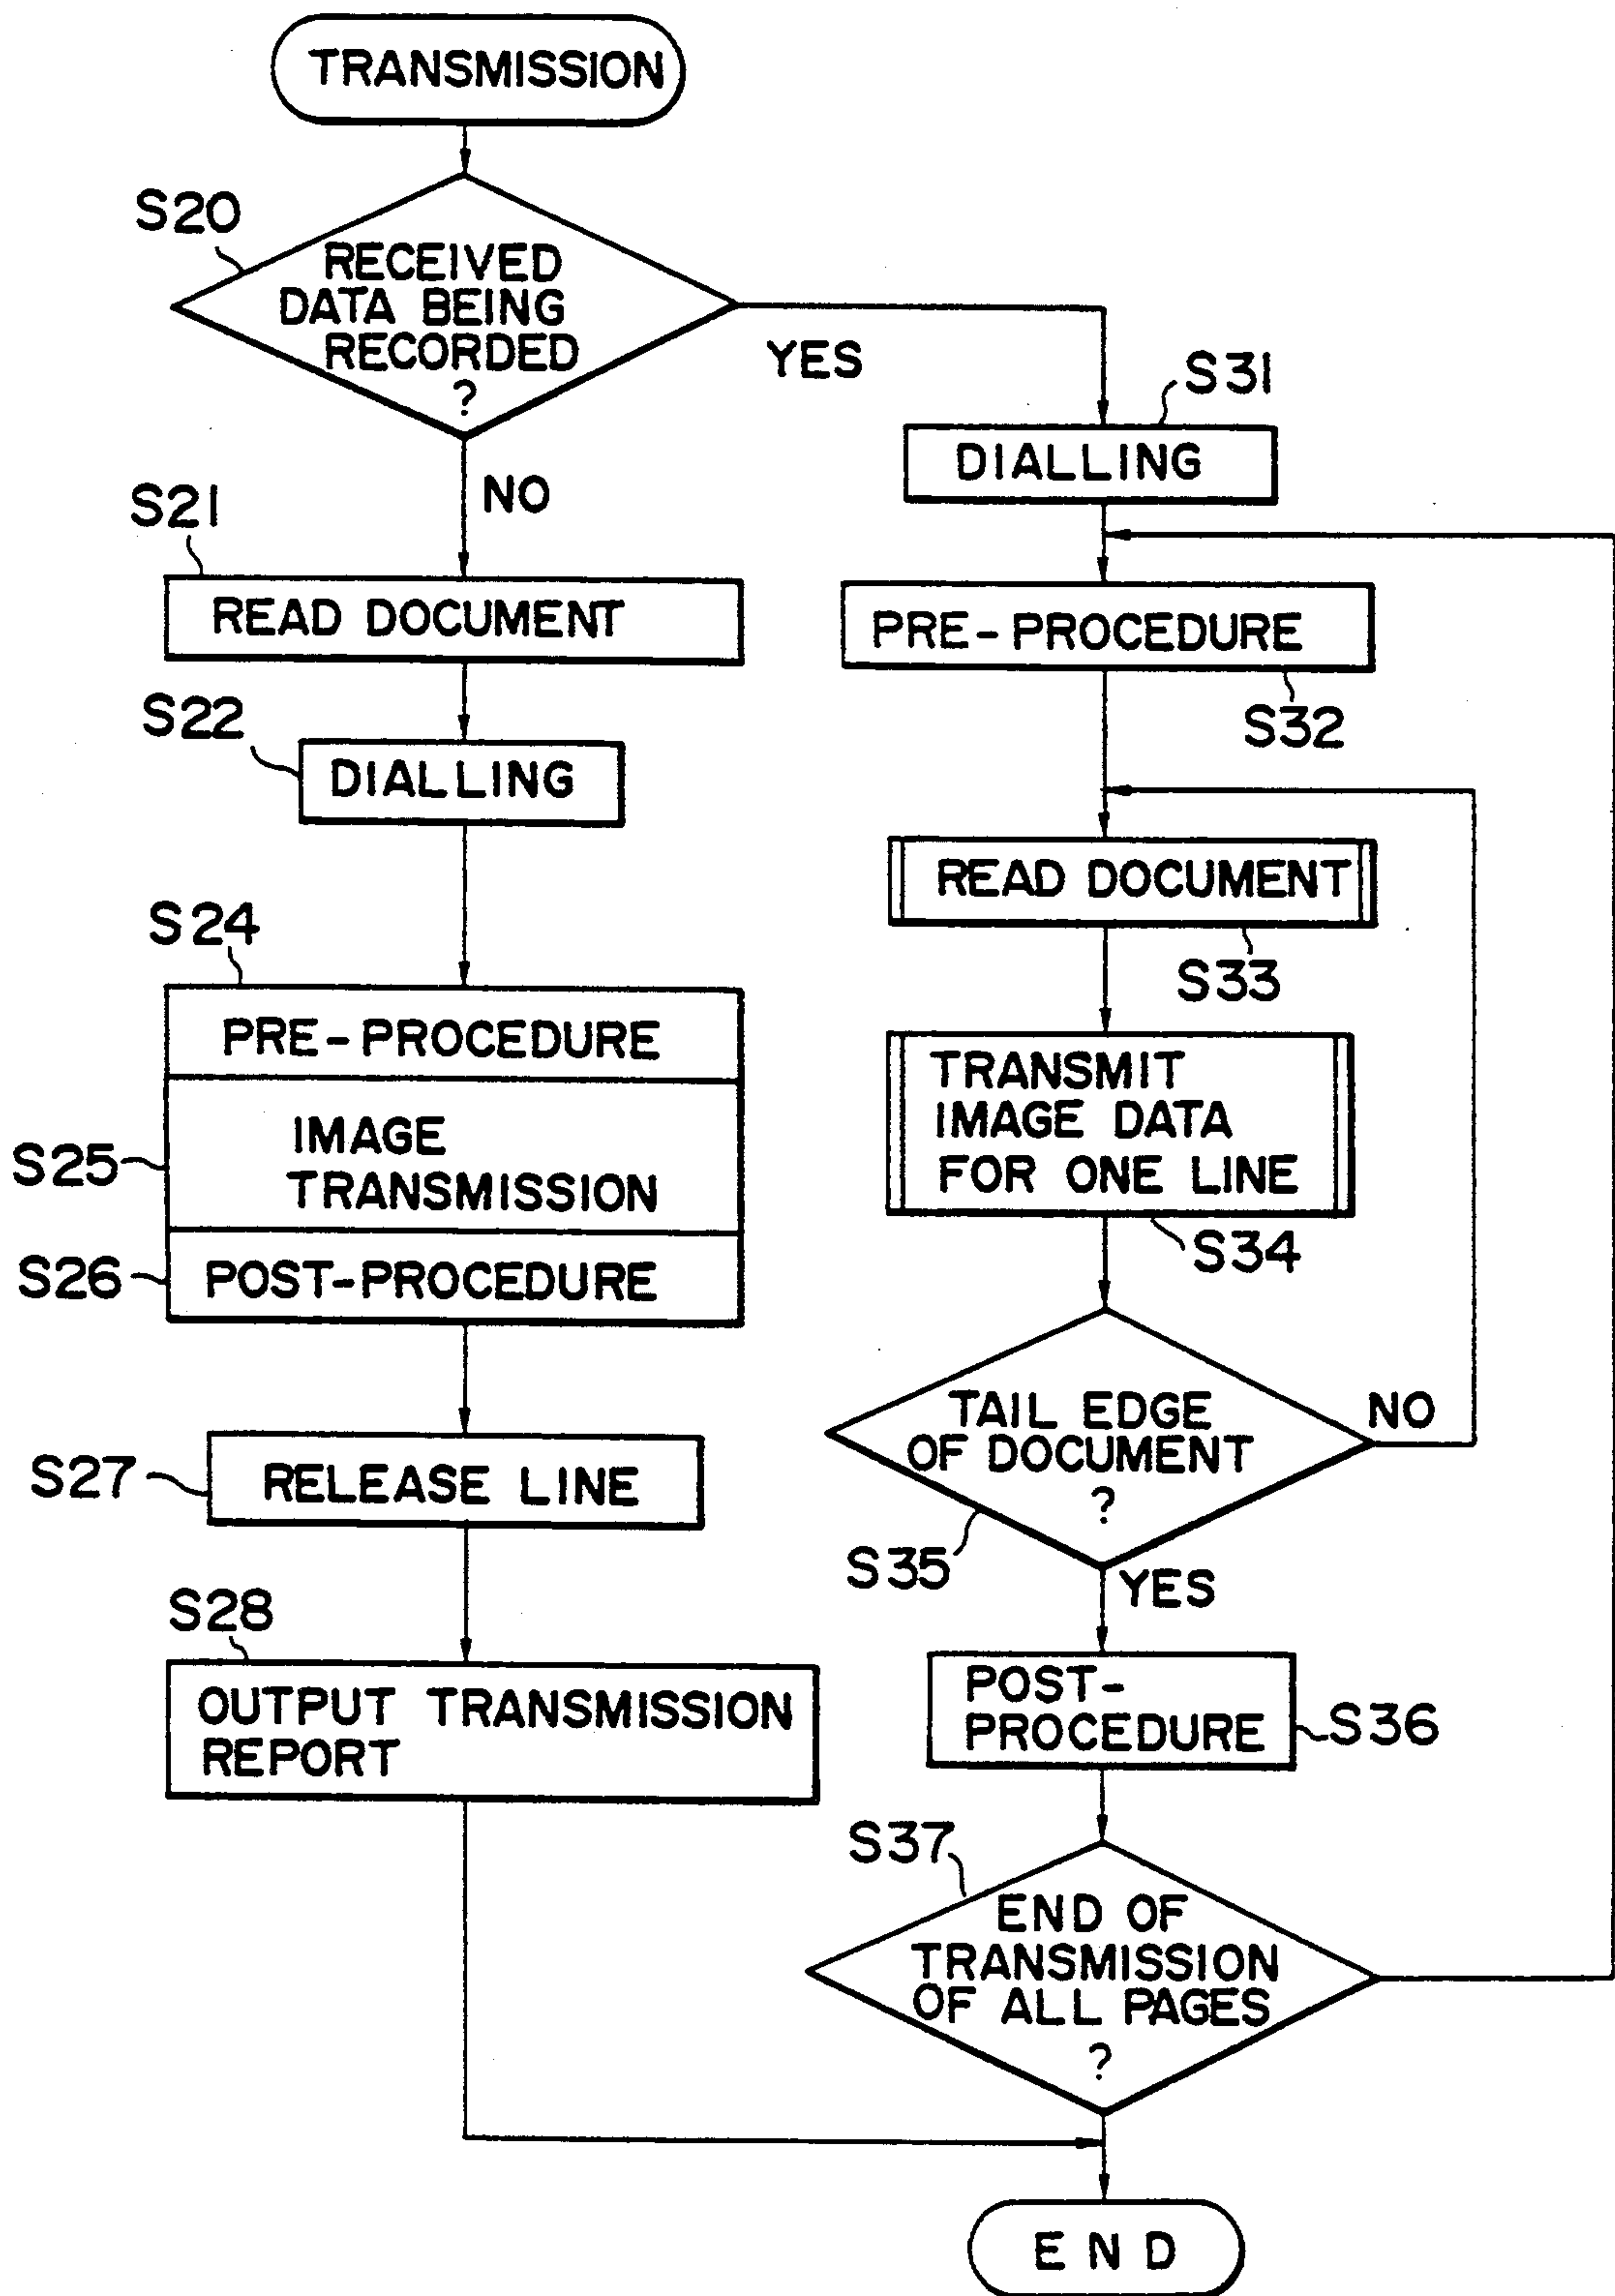 TRANSMISSION
S20
RECEIVED
DATA BEING
RECORDED
?
YES
NO
S21
READ DOCUMENT
S22
DIALLING
S24
PRE-PROCEDURE
S25
IMAGE
TRANSMISSION
S26
POST-PROCEDURE
S27
RELEASE LINE
S28
OUTPUT TRANSMISSION
REPORT
S31
DIALLING
PRE-PROCEDURE
S32
READ DOCUMENT
S33
TRANSMIT
IMAGE DATA
FOR ONE LINE
S34
TAIL EDGE
OF DOCUMENT
?
NO
S35
YES
POST-
PROCEDURE
S36
S37
END OF
TRANSMISSION
OF ALL PAGES
?
END